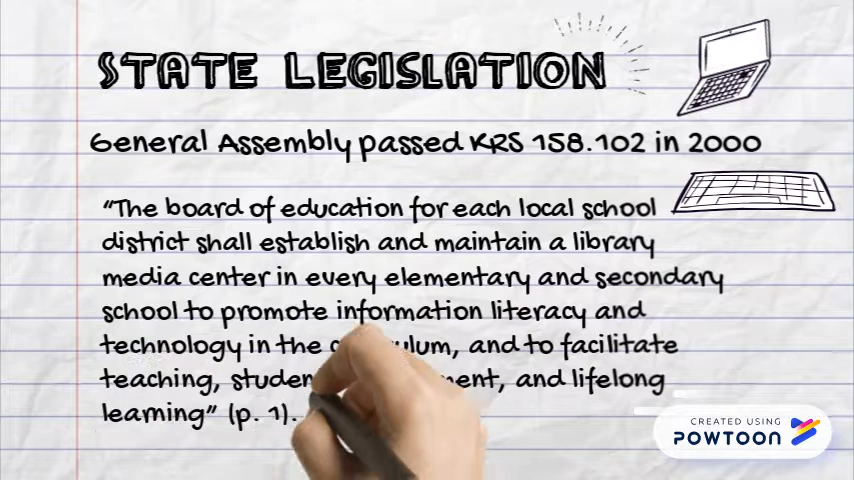 STATE LEGISLATION
General Assembly passed KRS 158.102 in 2000
"The board of education for each local school
district shall establish and maintain a library
media center in every elementary and secondary
school to promote information literacy and
technology in the and to facilitate
teaching, and lifelong
learning" (p. 1).
CREATED USING
POWTOON